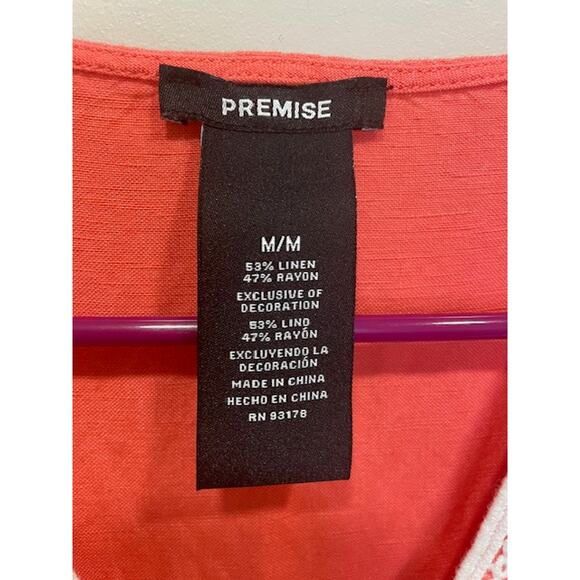 PREMISE
M/M
53% LINEN
47% RAYON
EXCLUSIVE OF
DECORATION
53% LINO
47% RAYÓN
EXCLUYENDO LA
DECORACIÓN
MADE IN CHINA
HECHO EN CHINA
RN 93178